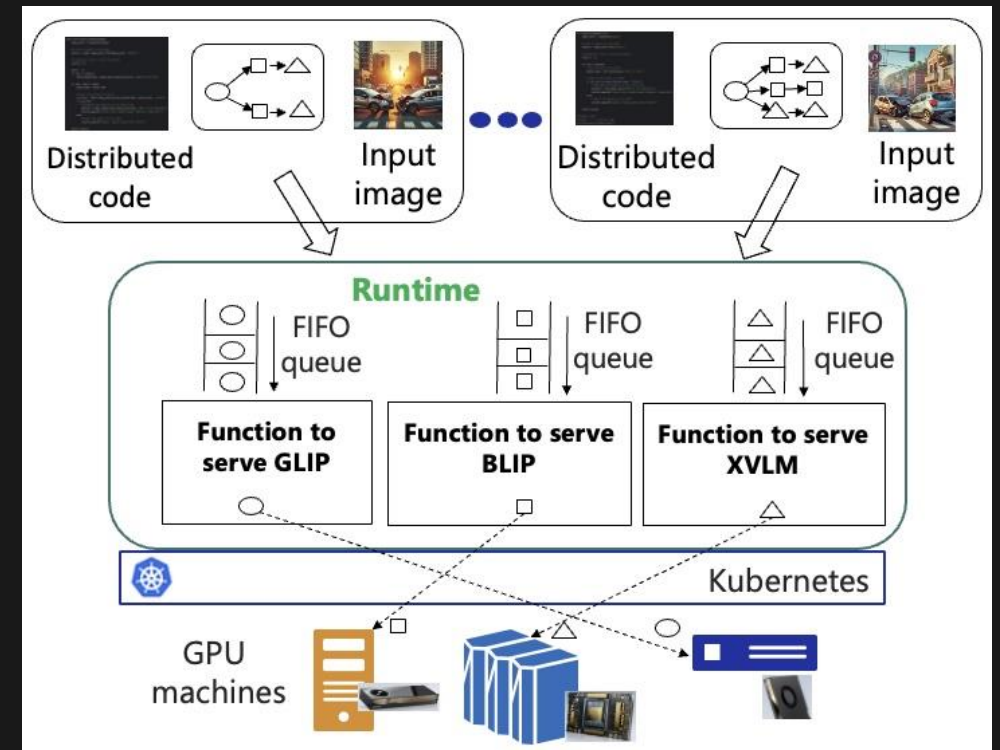 Distributed
code
Input
image
Distributed
code
Input
image
Runtime
FIFO
queue
FIFO
queue
FIFO
queue
Function to
serve GLIP
Function to serve
BLIP
Function to serve
XVLM
Kubernetes
GPU
machines